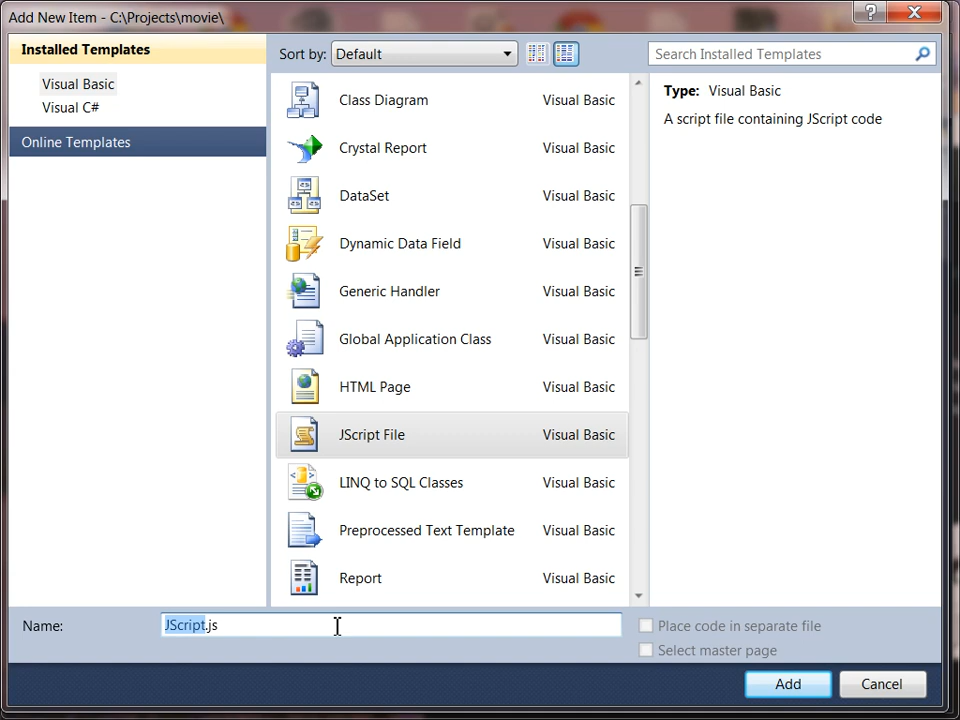 Add New Item - C:\Projects\movie\
?
Installed Templates
Visual Basic
Visual C#
Online Templates
Sort by: Default
Search Installed Templates
Class Diagram Visual Basic
Crystal Report Visual Basic
DataSet Visual Basic
Dynamic Data Field Visual Basic
Generic Handler Visual Basic
Global Application Class Visual Basic
HTML Page Visual Basic
JScript File Visual Basic
LINQ to SQL Classes Visual Basic
Preprocessed Text Template Visual Basic
Report Visual Basic
Type: Visual Basic
A script file containing JScript code
Name: JScript.js
Place code in separate file
Select master page
Add
Cancel